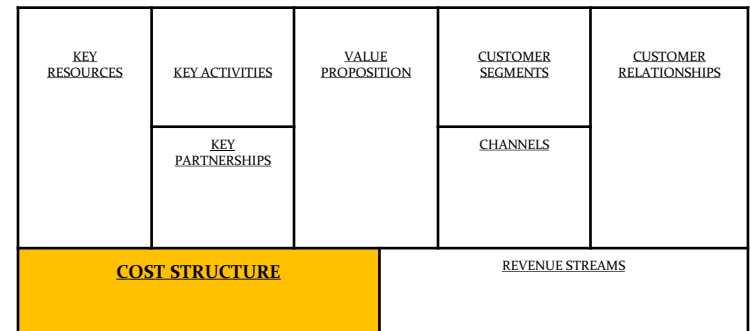 KEY
RESOURCES
KEY ACTIVITIES
VALUE
PROPOSITION
CUSTOMER
SEGMENTS
CUSTOMER
RELATIONSHIPS
KEY
PARTNERSHIPS
CHANNELS
COST STRUCTURE
REVENUE STREAMS